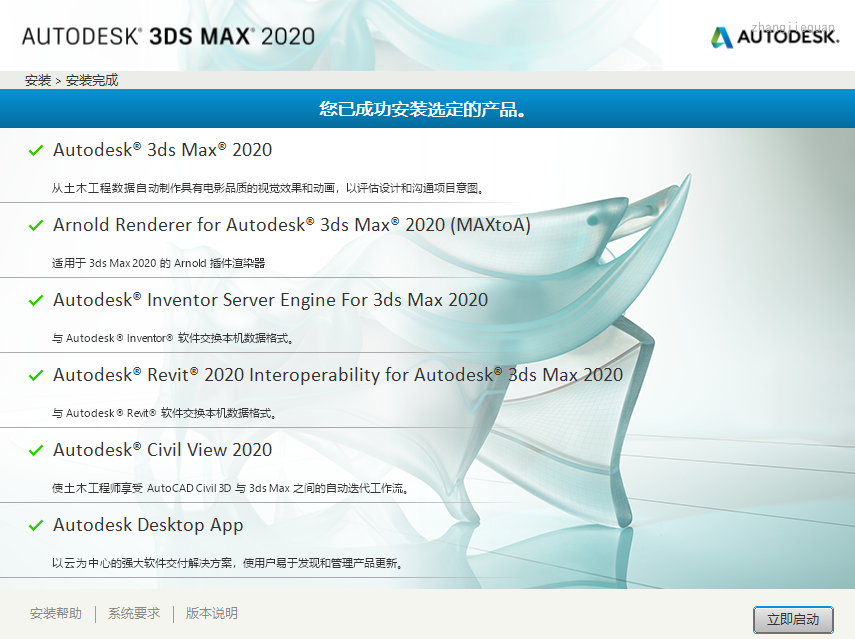 AUTODESK® 3DS MAX® 2020
zhangjiequan
AUTODESK.
安装 > 安装完成
您已成功安装选定的产品。
Autodesk® 3ds Max® 2020
从土木工程数据自动制作具有电影品质的视觉效果和动画，以评估设计和沟通项目意图。
Arnold Renderer for Autodesk® 3ds Max® 2020 (MAXtoA)
适用于 3ds Max 2020 的 Arnold 插件渲染器
Autodesk® Inventor Server Engine For 3ds Max 2020
与 Autodesk® Inventor® 软件交换本机数据格式。
Autodesk® Revit® 2020 Interoperability for Autodesk® 3ds Max 2020
与 Autodesk® Revit® 软件交换本机数据格式。
Autodesk® Civil View 2020
使土木工程师享受 AutoCAD Civil 3D 与 3ds Max 之间的自动迭代工作流。
Autodesk Desktop App
以云为中心的强大软件交付解决方案，使用户易于发现和管理产品更新。
安装帮助 | 系统要求 | 版本说明
立即启动